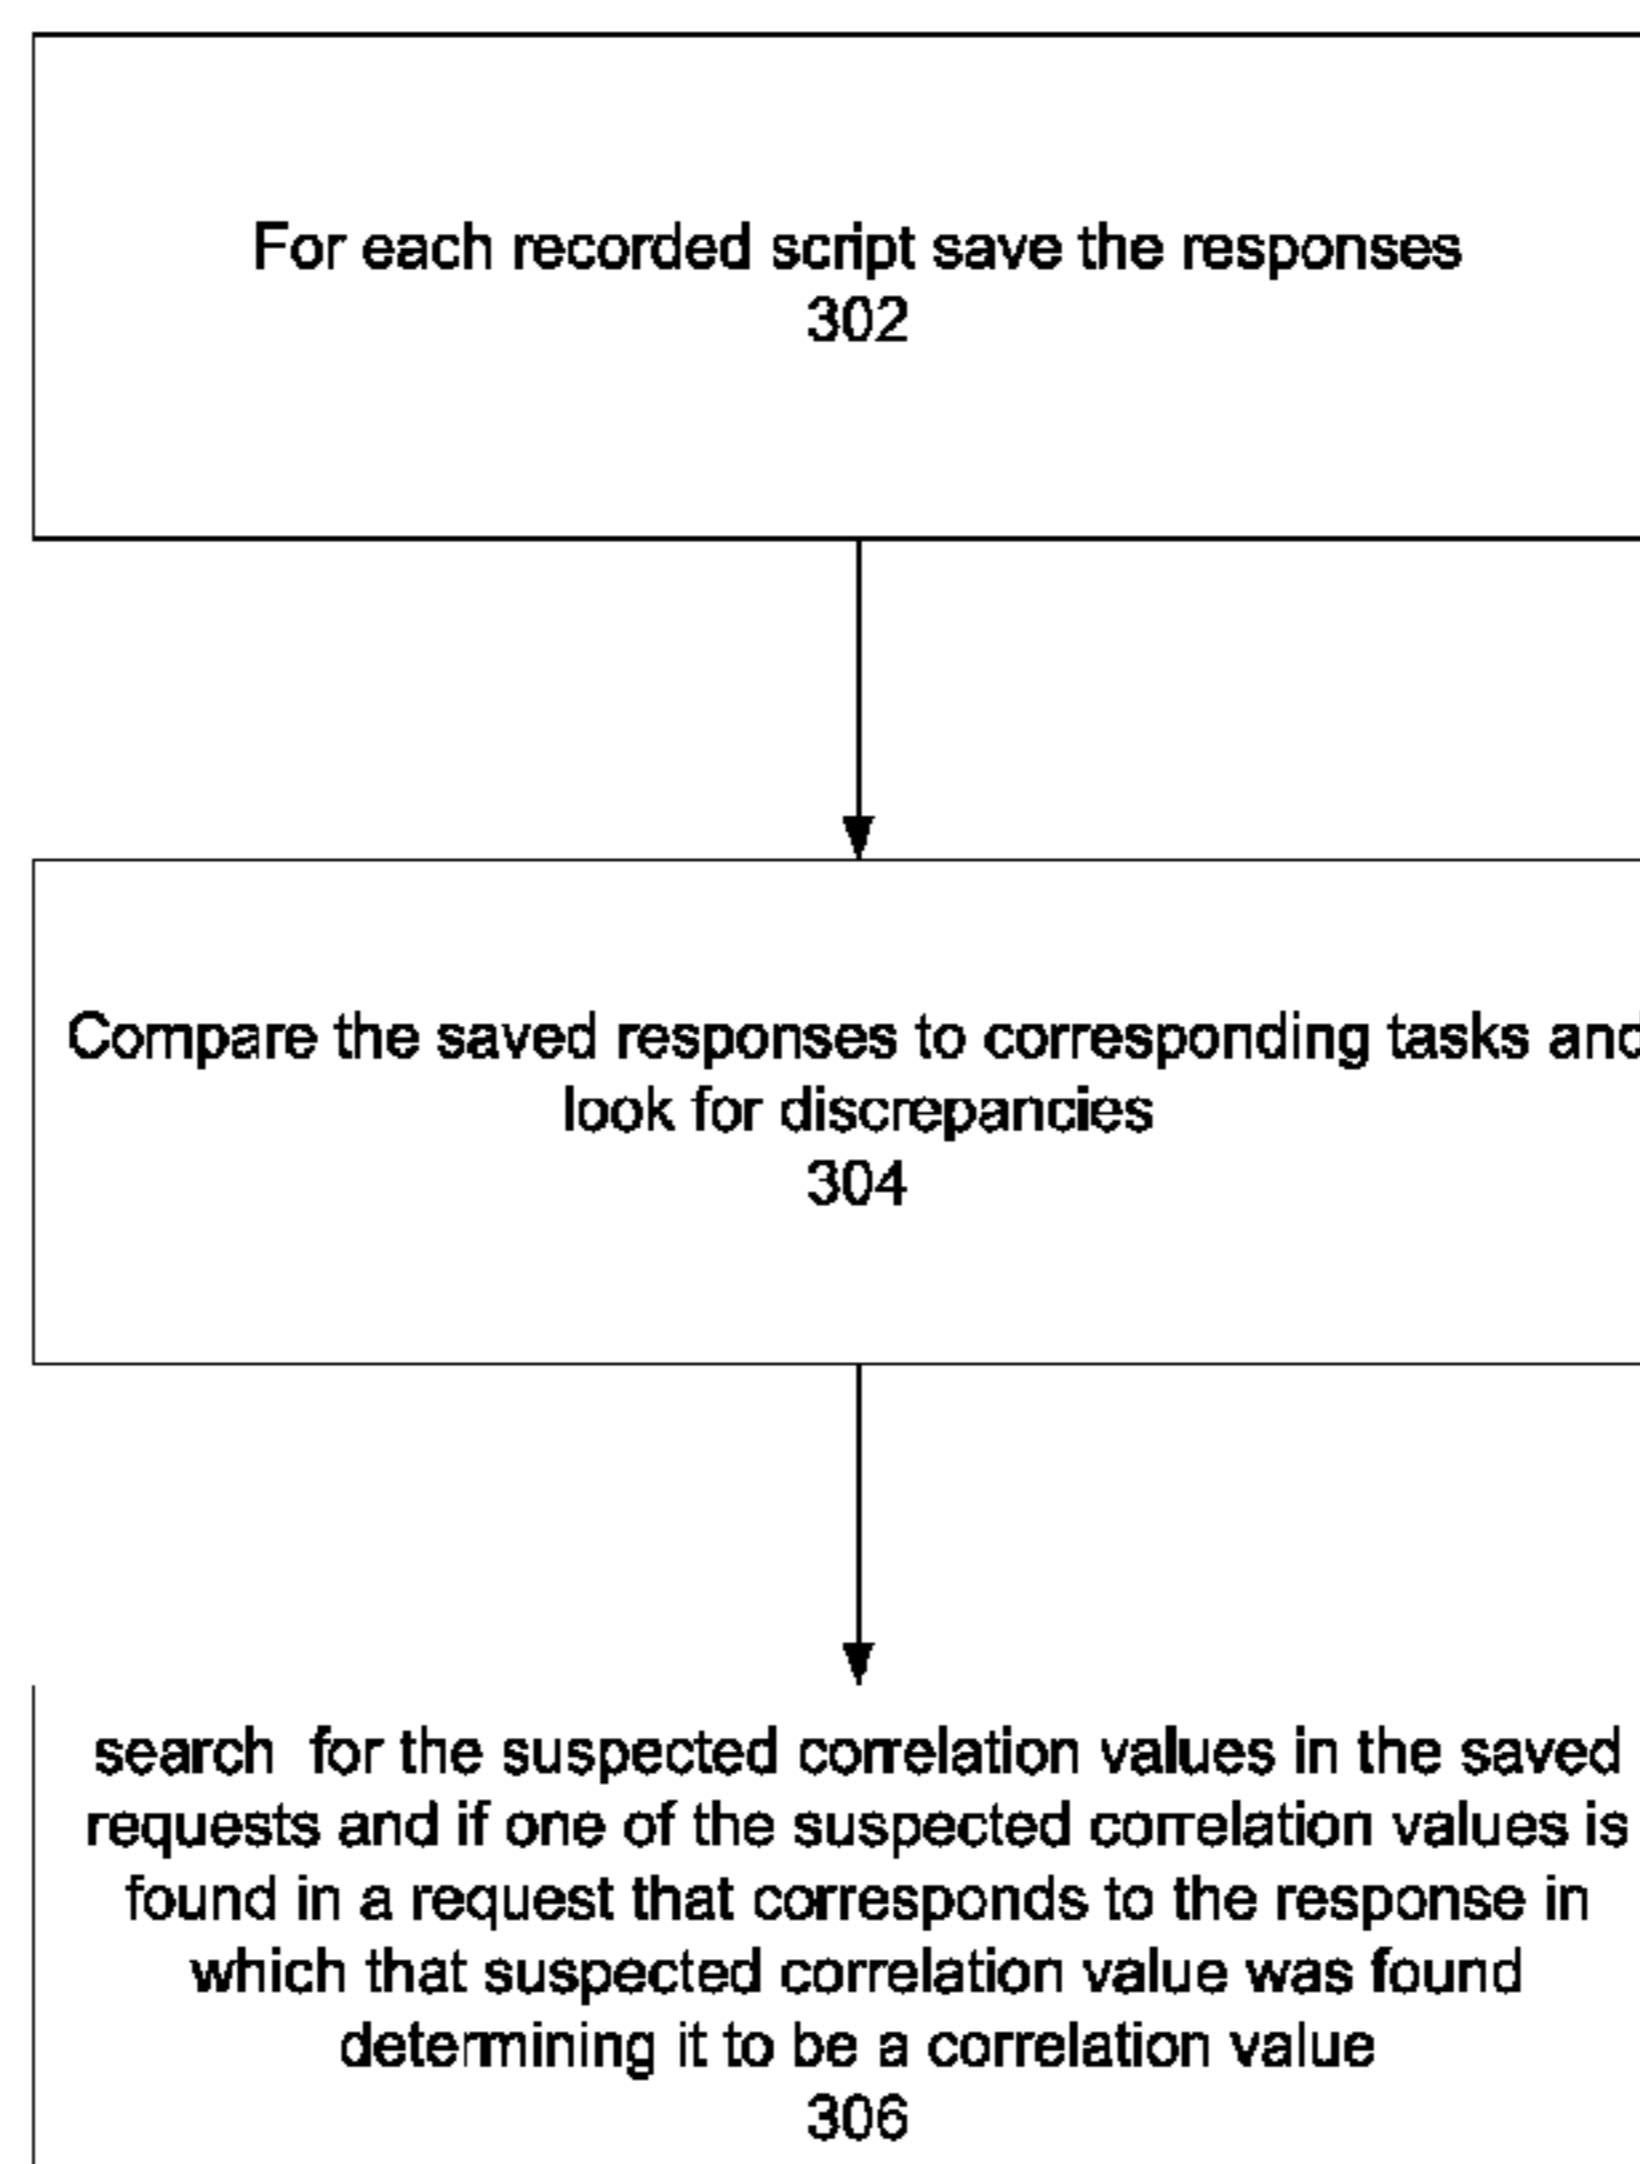 For each recorded script save the responses
302
Compare the saved responses to corresponding tasks and
look for discrepancies
304
search for the suspected correlation values in the saved
requests and if one of the suspected correlation values is
found in a request that corresponds to the response in
which that suspected correlation value was found
determining it to be a correlation value
306